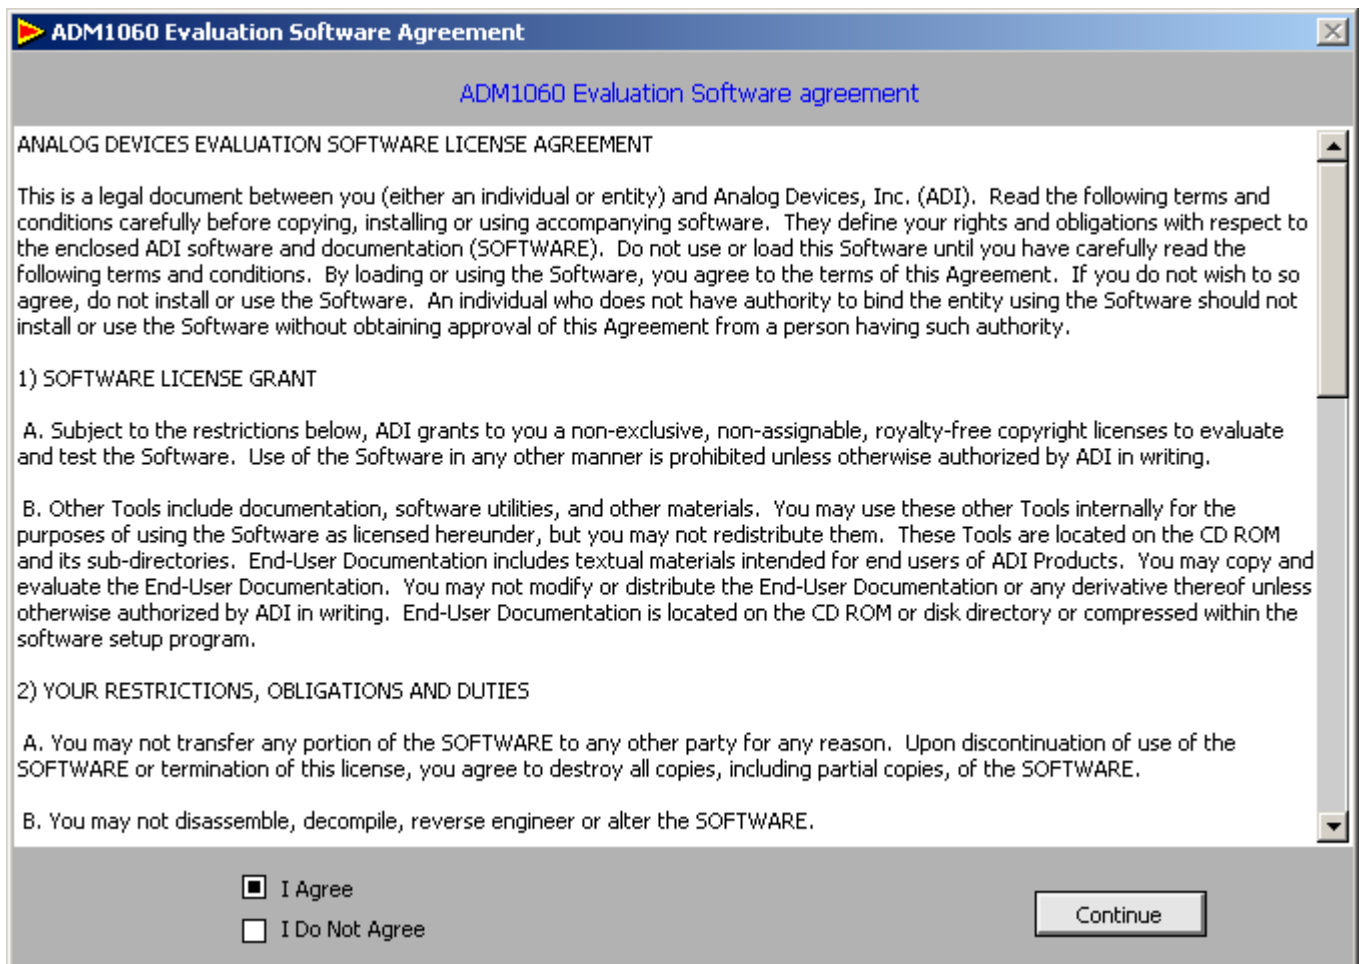 ADM1060 Evaluation Software Agreement
ADM1060 Evaluation Software agreement
ANALOG DEVICES EVALUATION SOFTWARE LICENSE AGREEMENT
This is a legal document between you (either an individual or entity) and Analog Devices, Inc. (ADI).  Read the following terms and
conditions carefully before copying, installing or using accompanying software.  They define your rights and obligations with respect to
the enclosed ADI software and documentation (SOFTWARE).  Do not use or load this Software until you have carefully read the
following terms and conditions.  By loading or using the Software, you agree to the terms of this Agreement.  If you do not wish to so
agree, do not install or use the Software.  An individual who does not have authority to bind the entity using the Software should not
install or use the Software without obtaining approval of this Agreement from a person having such authority.
1) SOFTWARE LICENSE GRANT
A. Subject to the restrictions below, ADI grants to you a non-exclusive, non-assignable, royalty-free copyright licenses to evaluate
and test the Software.  Use of the Software in any other manner is prohibited unless otherwise authorized by ADI in writing.
B. Other Tools include documentation, software utilities, and other materials.  You may use these other Tools internally for the
purposes of using the Software as licensed hereunder, but you may not redistribute them.  These Tools are located on the CD ROM
and its sub-directories.  End-User Documentation includes textual materials intended for end users of ADI Products.  You may copy and
evaluate the End-User Documentation.  You may not modify or distribute the End-User Documentation or any derivative thereof unless
otherwise authorized by ADI in writing.  End-User Documentation is located on the CD ROM or disk directory or compressed within the
software setup program.
2) YOUR RESTRICTIONS, OBLIGATIONS AND DUTIES
A. You may not transfer any portion of the SOFTWARE to any other party for any reason.  Upon discontinuation of use of the
SOFTWARE or termination of this license, you agree to destroy all copies, including partial copies, of the SOFTWARE.
B. You may not disassemble, decompile, reverse engineer or alter the SOFTWARE.
I Agree
I Do Not Agree
Continue